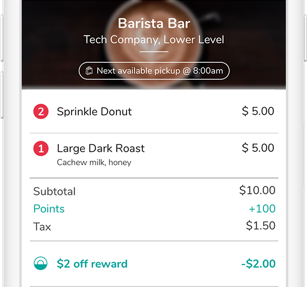 Barista Bar
Tech Company, Lower Level
Next available pickup @ 8:00am
2 Sprinkle Donut $ 5.00
1 Large Dark Roast $ 5.00
Cachew milk, honey
Subtotal $10.00
Points +100
Tax $1.50
$2 off reward -$2.00